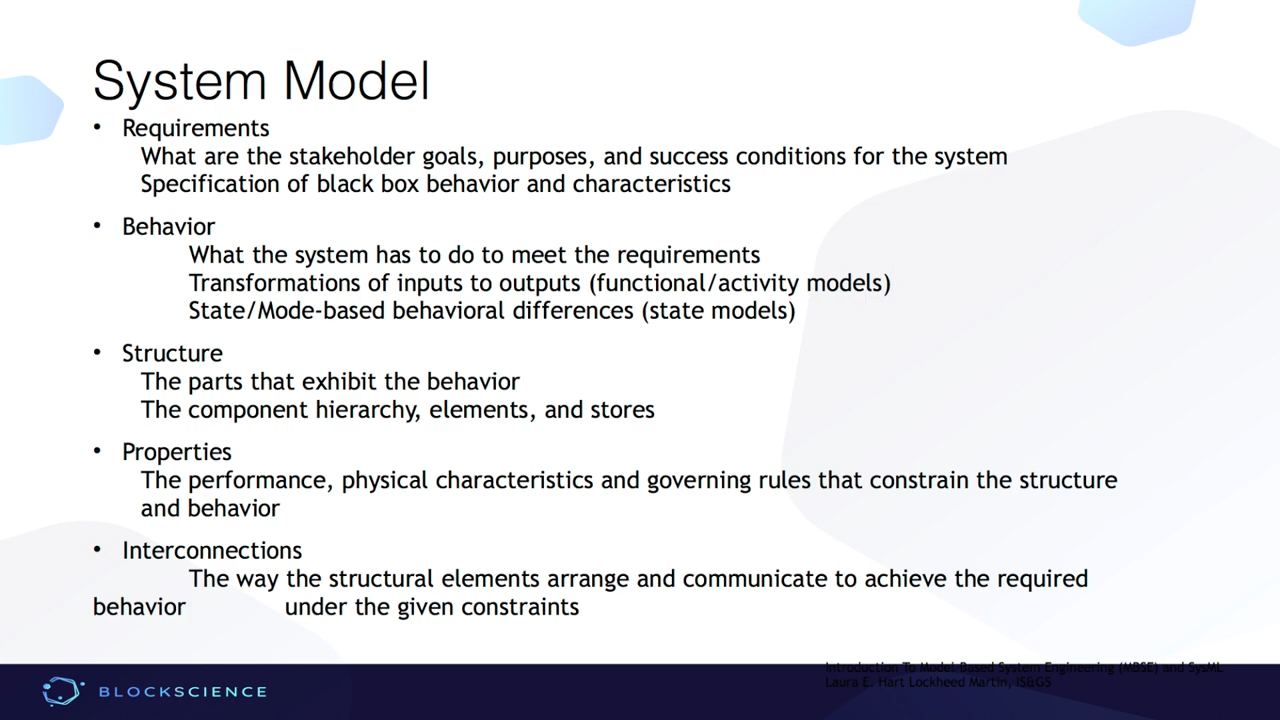 System Model
• Requirements
What are the stakeholder goals, purposes, and success conditions for the system
Specification of black box behavior and characteristics
• Behavior
What the system has to do to meet the requirements
Transformations of inputs to outputs (functional/activity models)
State/Mode-based behavioral differences (state models)
• Structure
The parts that exhibit the behavior
The component hierarchy, elements, and stores
• Properties
The performance, physical characteristics and governing rules that constrain the structure
and behavior
• Interconnections
The way the structural elements arrange and communicate to achieve the required
behavior under the given constraints
Introduction To Model-Based System Engineering (MBSE) and SysML
Laura E. Hart Lockheed Martin, IS&GS
BLOCKSCIENCE